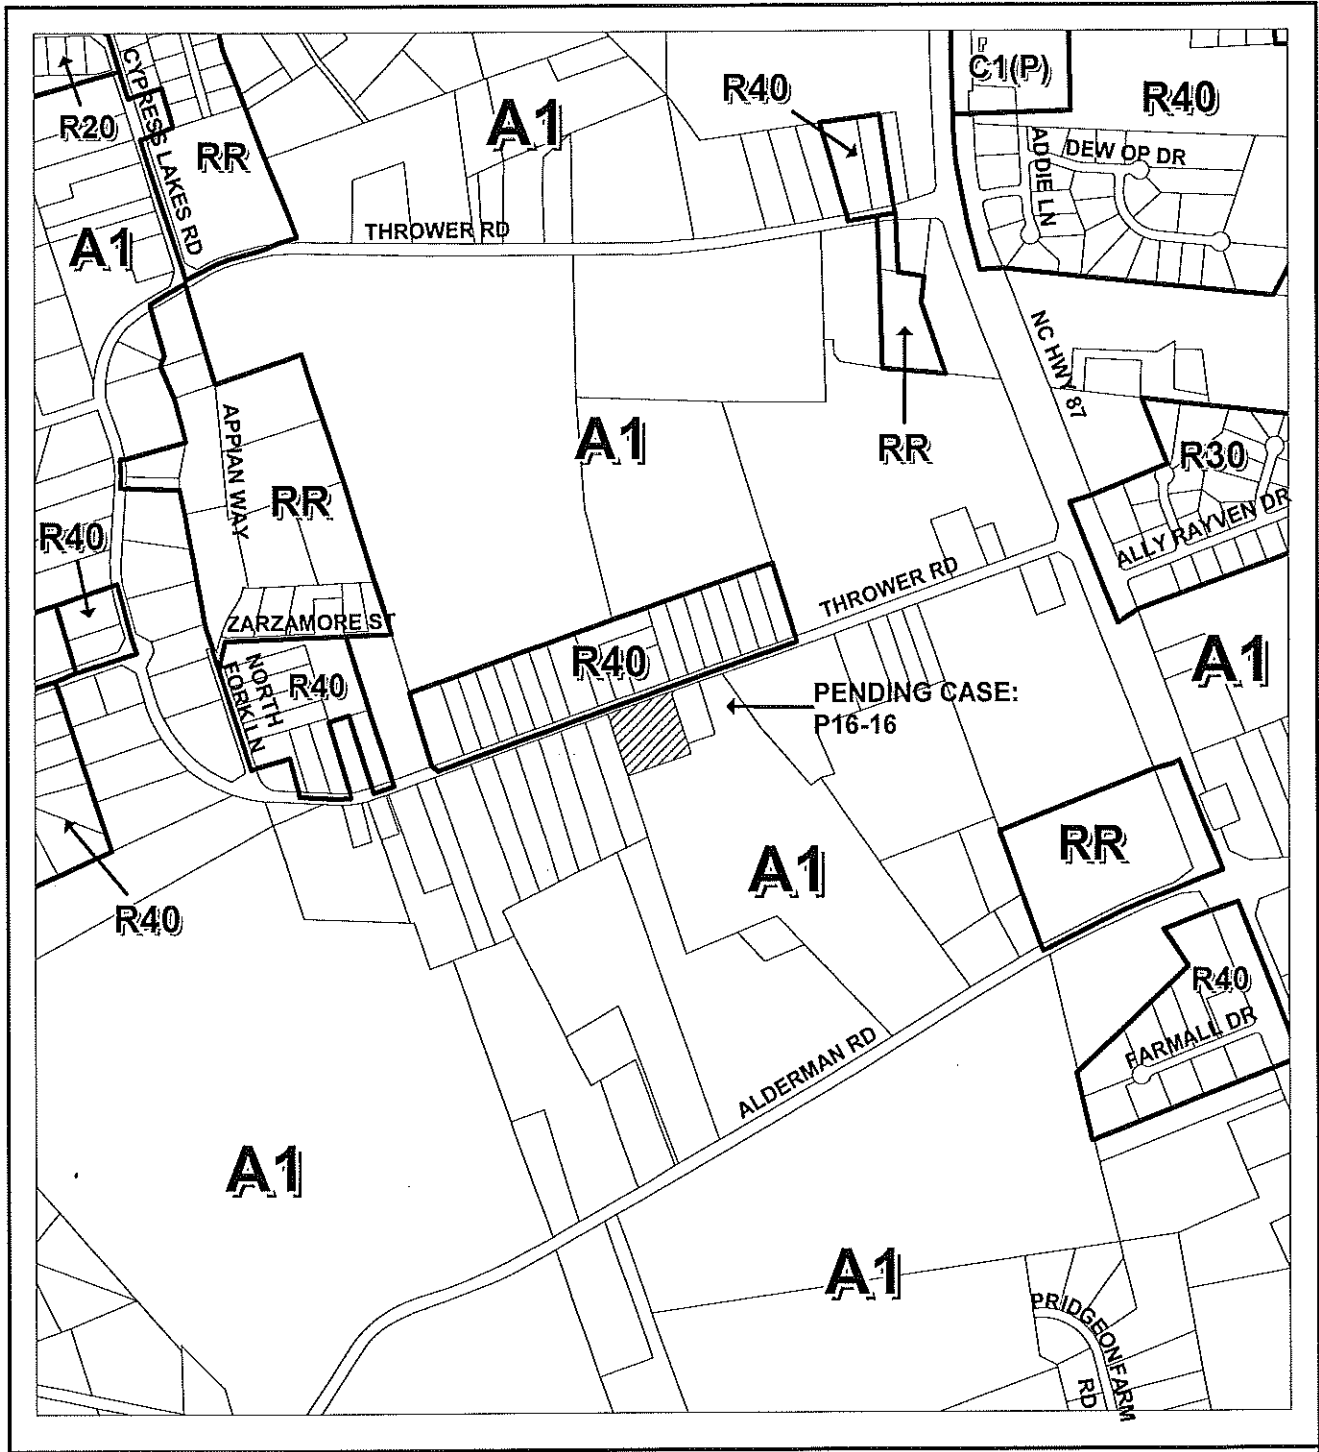 P
C1(P)
R40
R40
A1
R20
CYPRESS LAKES RD
RR
ADDIE LN
DEW OP DR
THROWER RD
A1
NC HWY 87
APPIAN WAY
A1
RR
R30
RR
R40
ALLY RAYVEN DR
THROWER RD
ZARZAMORE ST
R40
A1
NORTH
FORK LN
R40
PENDING CASE:
P16-16
RR
A1
R40
R40
FARMALL DR
ALDERMAN RD
A1
A1
PRIDGEON FARM
RD